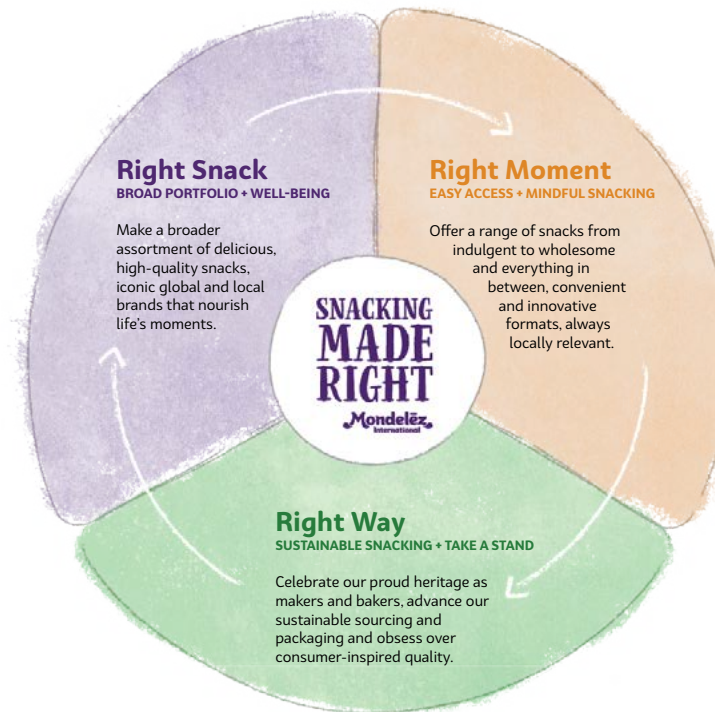 Right Snack
BROAD PORTFOLIO + WELL-BEING
Make a broader
assortment of delicious,
high-quality snacks,
iconic global and local
brands that nourish
life's moments.
Right Moment
EASY ACCESS + MINDFUL SNACKING
Offer a range of snacks from
indulgent to wholesome
and everything in
between, convenient
and innovative
formats, always
locally relevant.
SNACKING
MADE
RIGHT
Mondelēz
International
Right Way
SUSTAINABLE SNACKING + TAKE A STAND
Celebrate our proud heritage as
makers and bakers, advance our
sustainable sourcing and
packaging and obsess over
consumer-inspired quality.